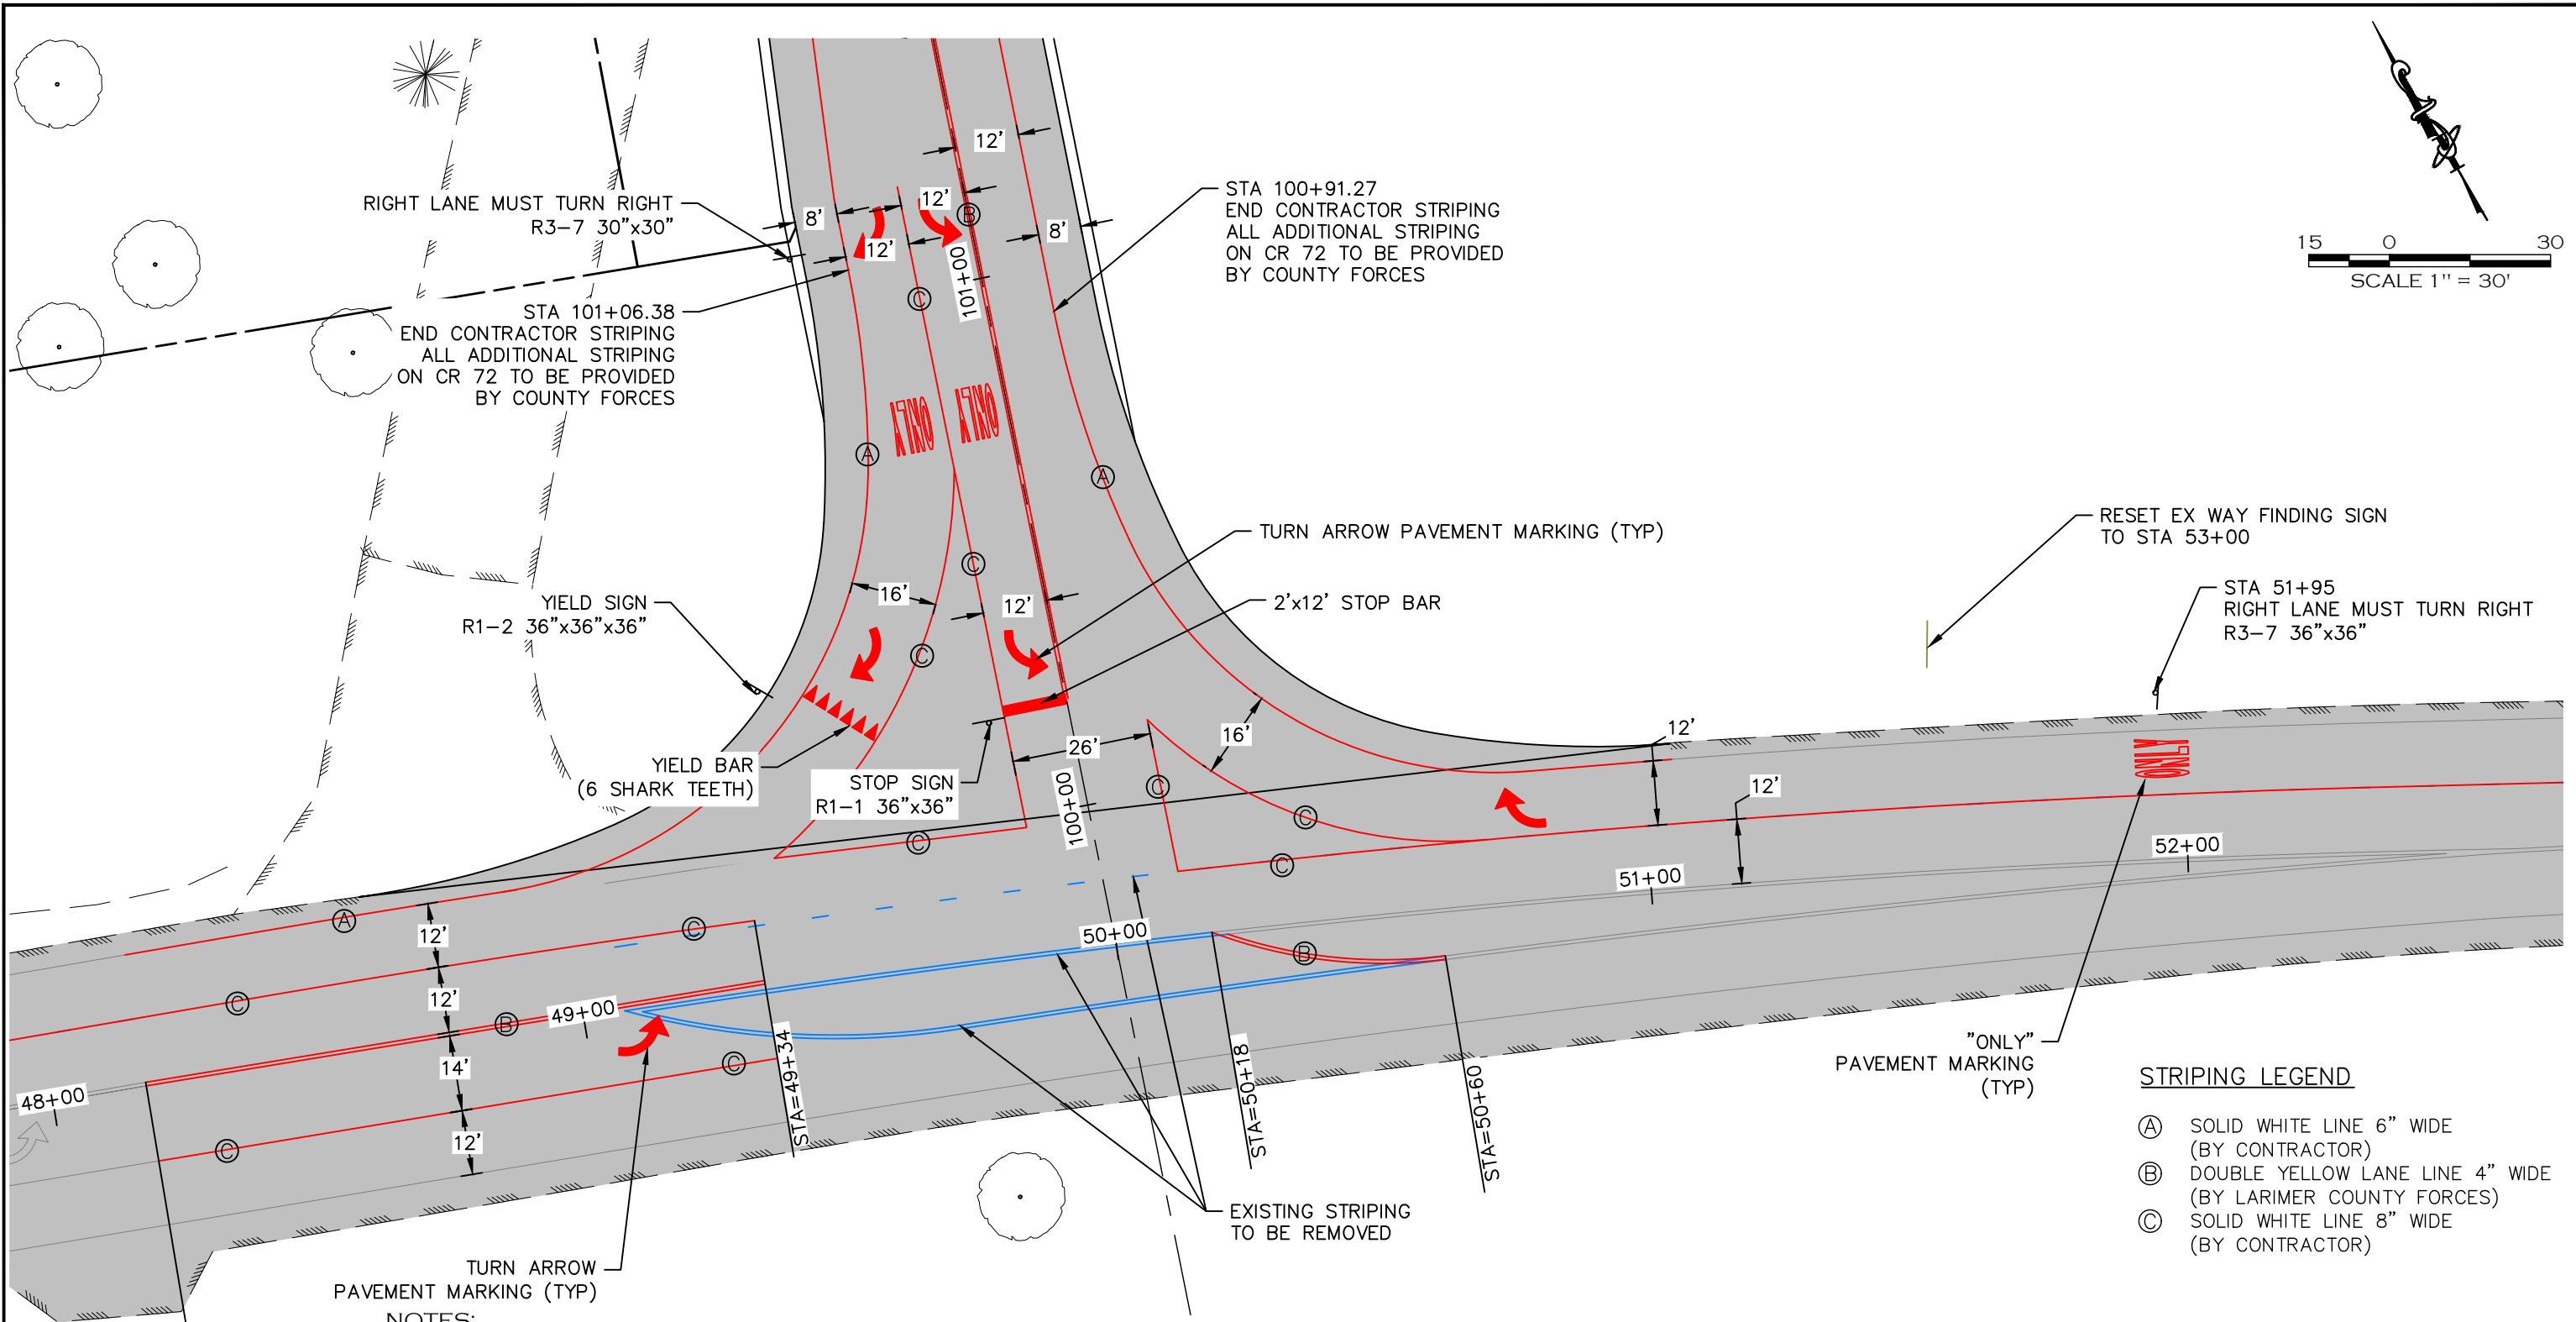 12'
RIGHT LANE MUST TURN RIGHT
R3-7 30"x30"
8'
12'
B
12'
8'
STA 100+91.27
END CONTRACTOR STRIPING
ALL ADDITIONAL STRIPING
ON CR 72 TO BE PROVIDED
BY COUNTY FORCES
15 0 30
SCALE 1" = 30'
101+00
C
STA 101+06.38
END CONTRACTOR STRIPING
ALL ADDITIONAL STRIPING
ON CR 72 TO BE PROVIDED
BY COUNTY FORCES
ONLY
ONLY
A
A
TURN ARROW PAVEMENT MARKING (TYP)
RESET EX WAY FINDING SIGN
TO STA 53+00
C
16'
12'
2'x12' STOP BAR
YIELD SIGN
R1-2 36"x36"x36"
STA 51+95
RIGHT LANE MUST TURN RIGHT
R3-7 36"x36"
C
YIELD BAR
(6 SHARK TEETH)
STOP SIGN
R1-1 36"x36"
26'
16'
12'
ONLY
12'
C
100+00
C
C
C
52+00
51+00
A
12'
C
50+00
B
C
12'
B
49+00
14'
C
48+00
12'
C
STA=49+34
STA=50+18
STA=50+60
"ONLY"
PAVEMENT MARKING
(TYP)
EXISTING STRIPING
TO BE REMOVED
TURN ARROW
PAVEMENT MARKING (TYP)
NOTES:
STRIPING LEGEND
A SOLID WHITE LINE 6" WIDE
(BY CONTRACTOR)
B DOUBLE YELLOW LANE LINE 4" WIDE
(BY LARIMER COUNTY FORCES)
C SOLID WHITE LINE 8" WIDE
(BY CONTRACTOR)